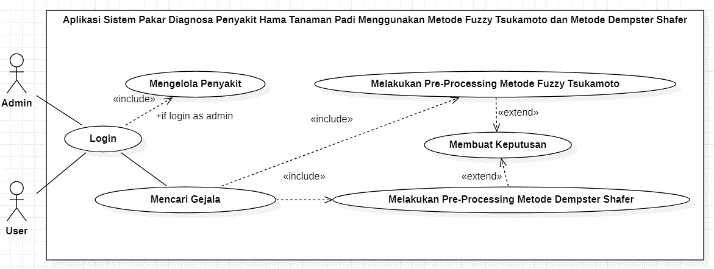 Aplikasi Sistem Pakar Diagnosa Penyakit Hama Tanaman Padi Menggunakan Metode Fuzzy Tsukamoto dan Metode Dempster Shafer
Admin
User
Login
Mengelola Penyakit
«include»
+if login as admin
Mencari Gejala
«include»
«include»
Melakukan Pre-Processing Metode Fuzzy Tsukamoto
«extend»
Membuat Keputusan
«extend»
Melakukan Pre-Processing Metode Dempster Shafer